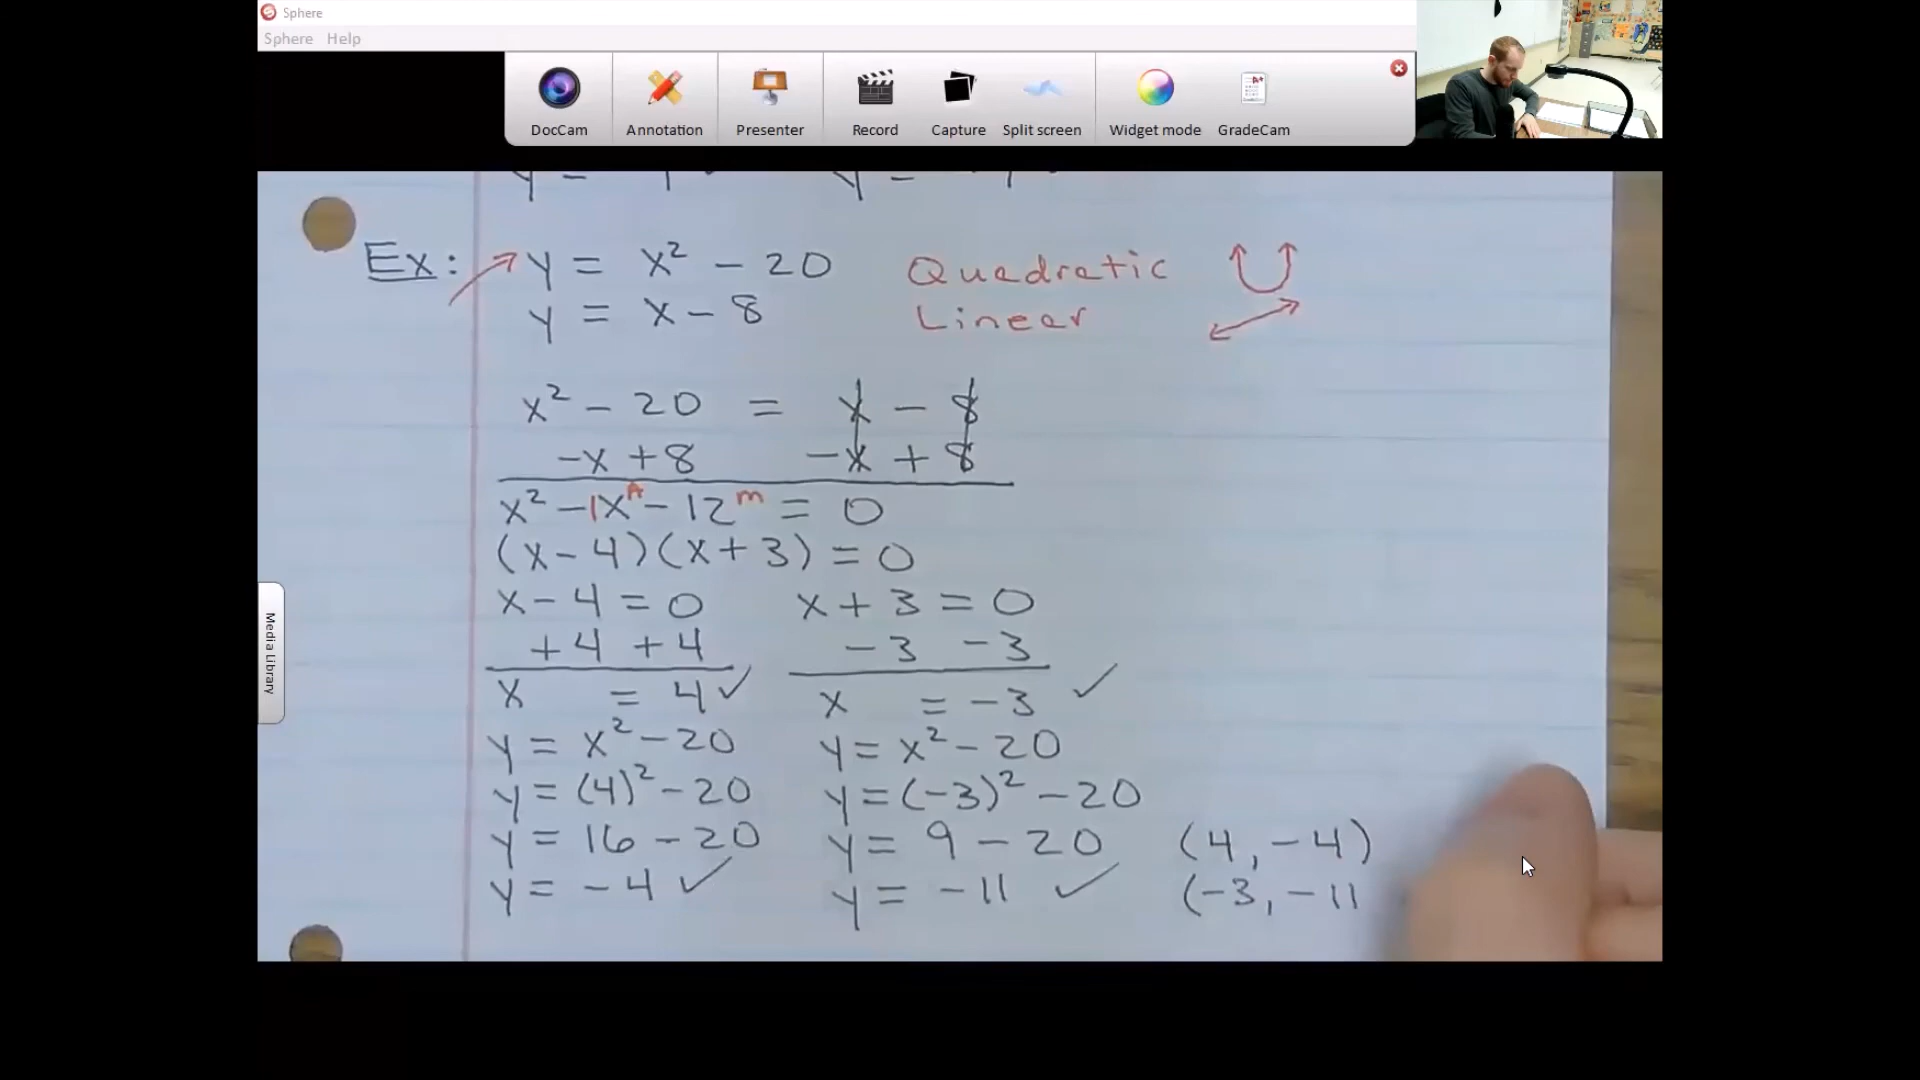 Sphere
Sphere Help
DocCam Annotation Presenter Record Capture Split screen Widget mode GradeCam
Media Library
y = x² - 20 Quadratic
Ex:
y = x - 8 Linear
x² - 20 = x - 8
-x + 8 -x + 8
x² - 1x ᴬ - 12 ᵐ = 0
(x - 4)(x + 3) = 0
x - 4 = 0 x + 3 = 0
+4 +4 -3 -3
x = 4 ✓ x = -3 ✓
y = x² - 20 y = x² - 20
y = (4)² - 20 y = (-3)² - 20
y = 16 - 20 y = 9 - 20 (4, -4)
y = -4 ✓ y = -11 ✓ (-3, -11